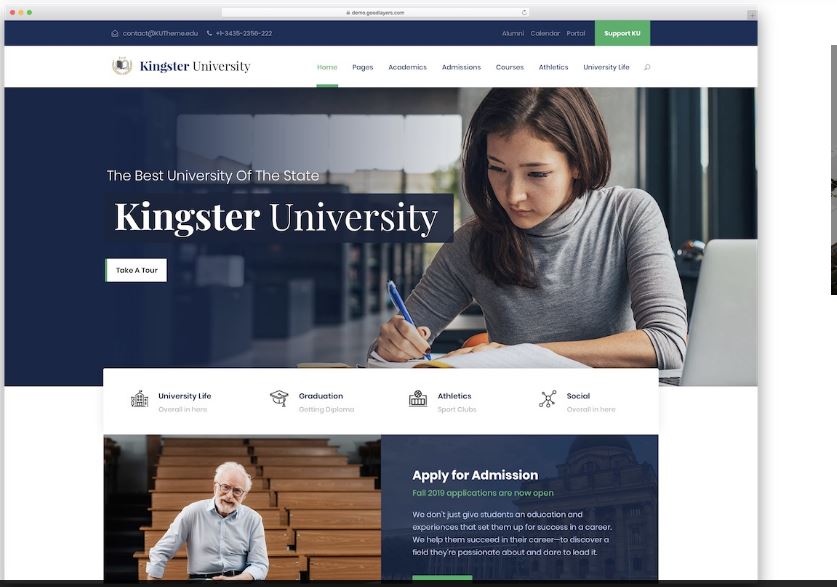 demo.goodlayers.com
contact@KUTheme.edu +1-3435-2356-222 Alumni Calendar Portal Support KU
Kingster University Home Pages Academics Admissions Courses Athletics University Life
The Best University Of The State
Kingster University
Take A Tour
University Life Graduation Athletics Social
Overall in here Getting Diploma Sport Clubs Overall in here
Apply for Admission
Fall 2019 applications are now open
We don't just give students an education and
experiences that set them up for success in a career.
We help them succeed in their career—to discover a
field they're passionate about and dare to lead it.